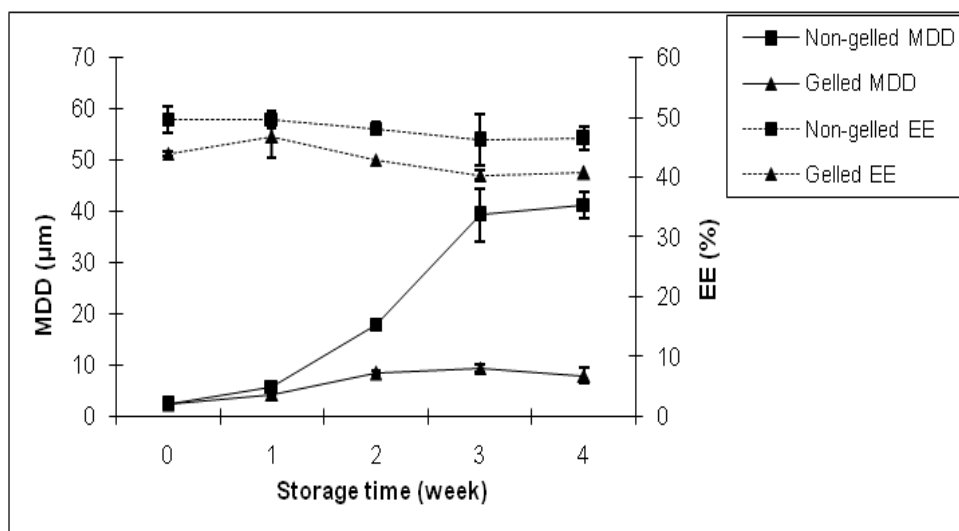 Non-gelled MDD
Gelled MDD
Non-gelled EE
Gelled EE
70
60
50
40
30
20
10
0
MDD (µm)
60
50
40
30
20
10
0
EE (%)
0 1 2 3 4
Storage time (week)